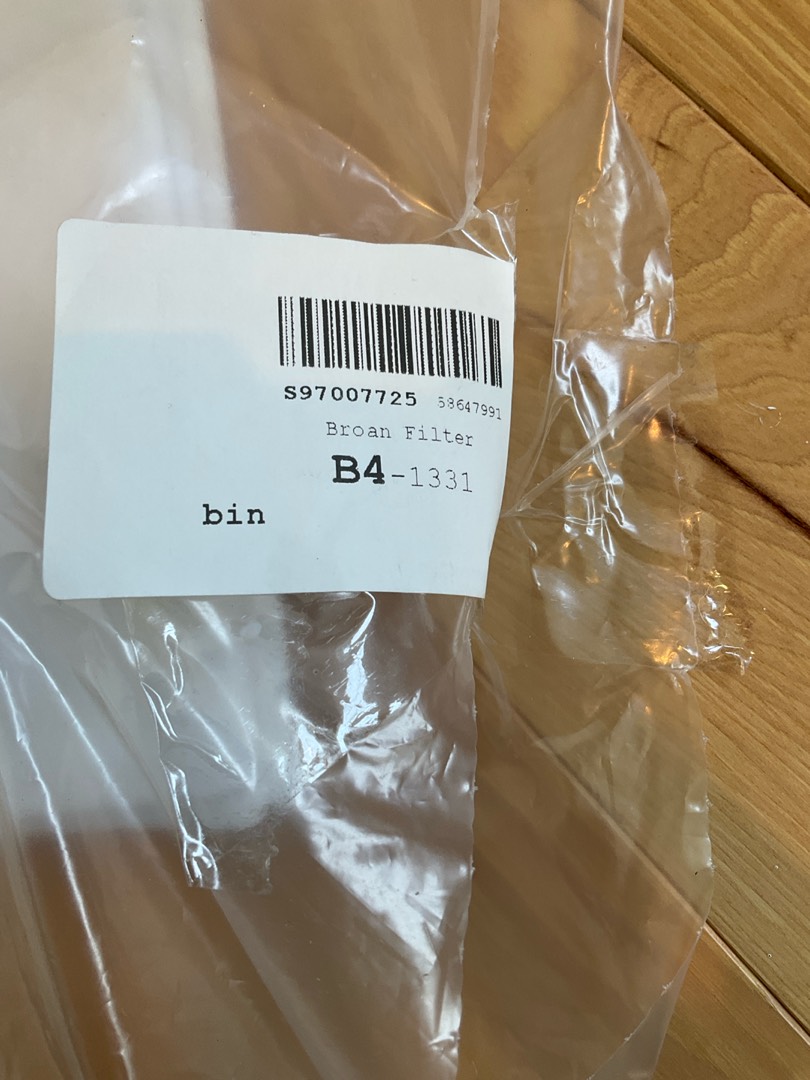 S97007725 58647991
Broan Filter
B4-1331
bin